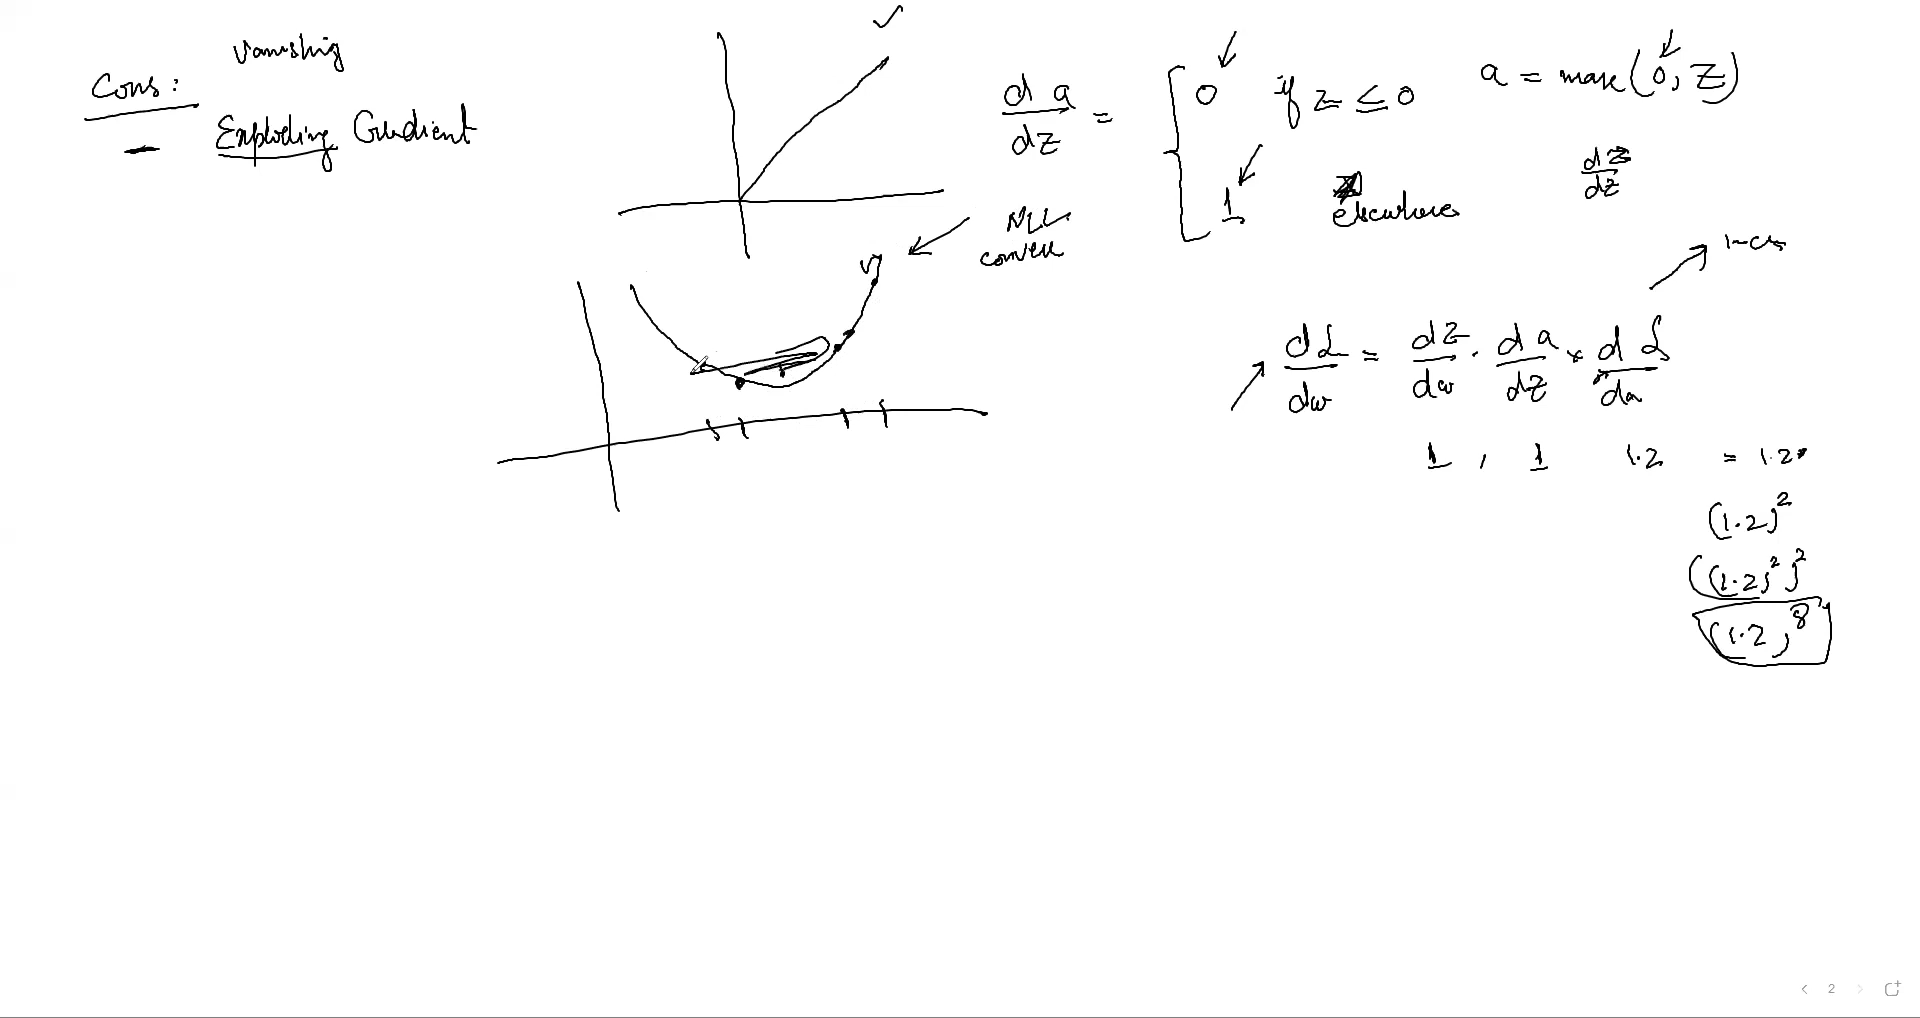 Vanishing
Cons:
- Exploding Gradient
da/dz = { 0 if z ≤ 0
1 elsewhere
a = max(0, Z)
dz/dz
NLL
convex
dL/dw = dZ/dw · da/dZ × dL/da
1 , 1 1.2 = 1.2
(1.2)²
((1.2)²)²
(1.2)⁸
2